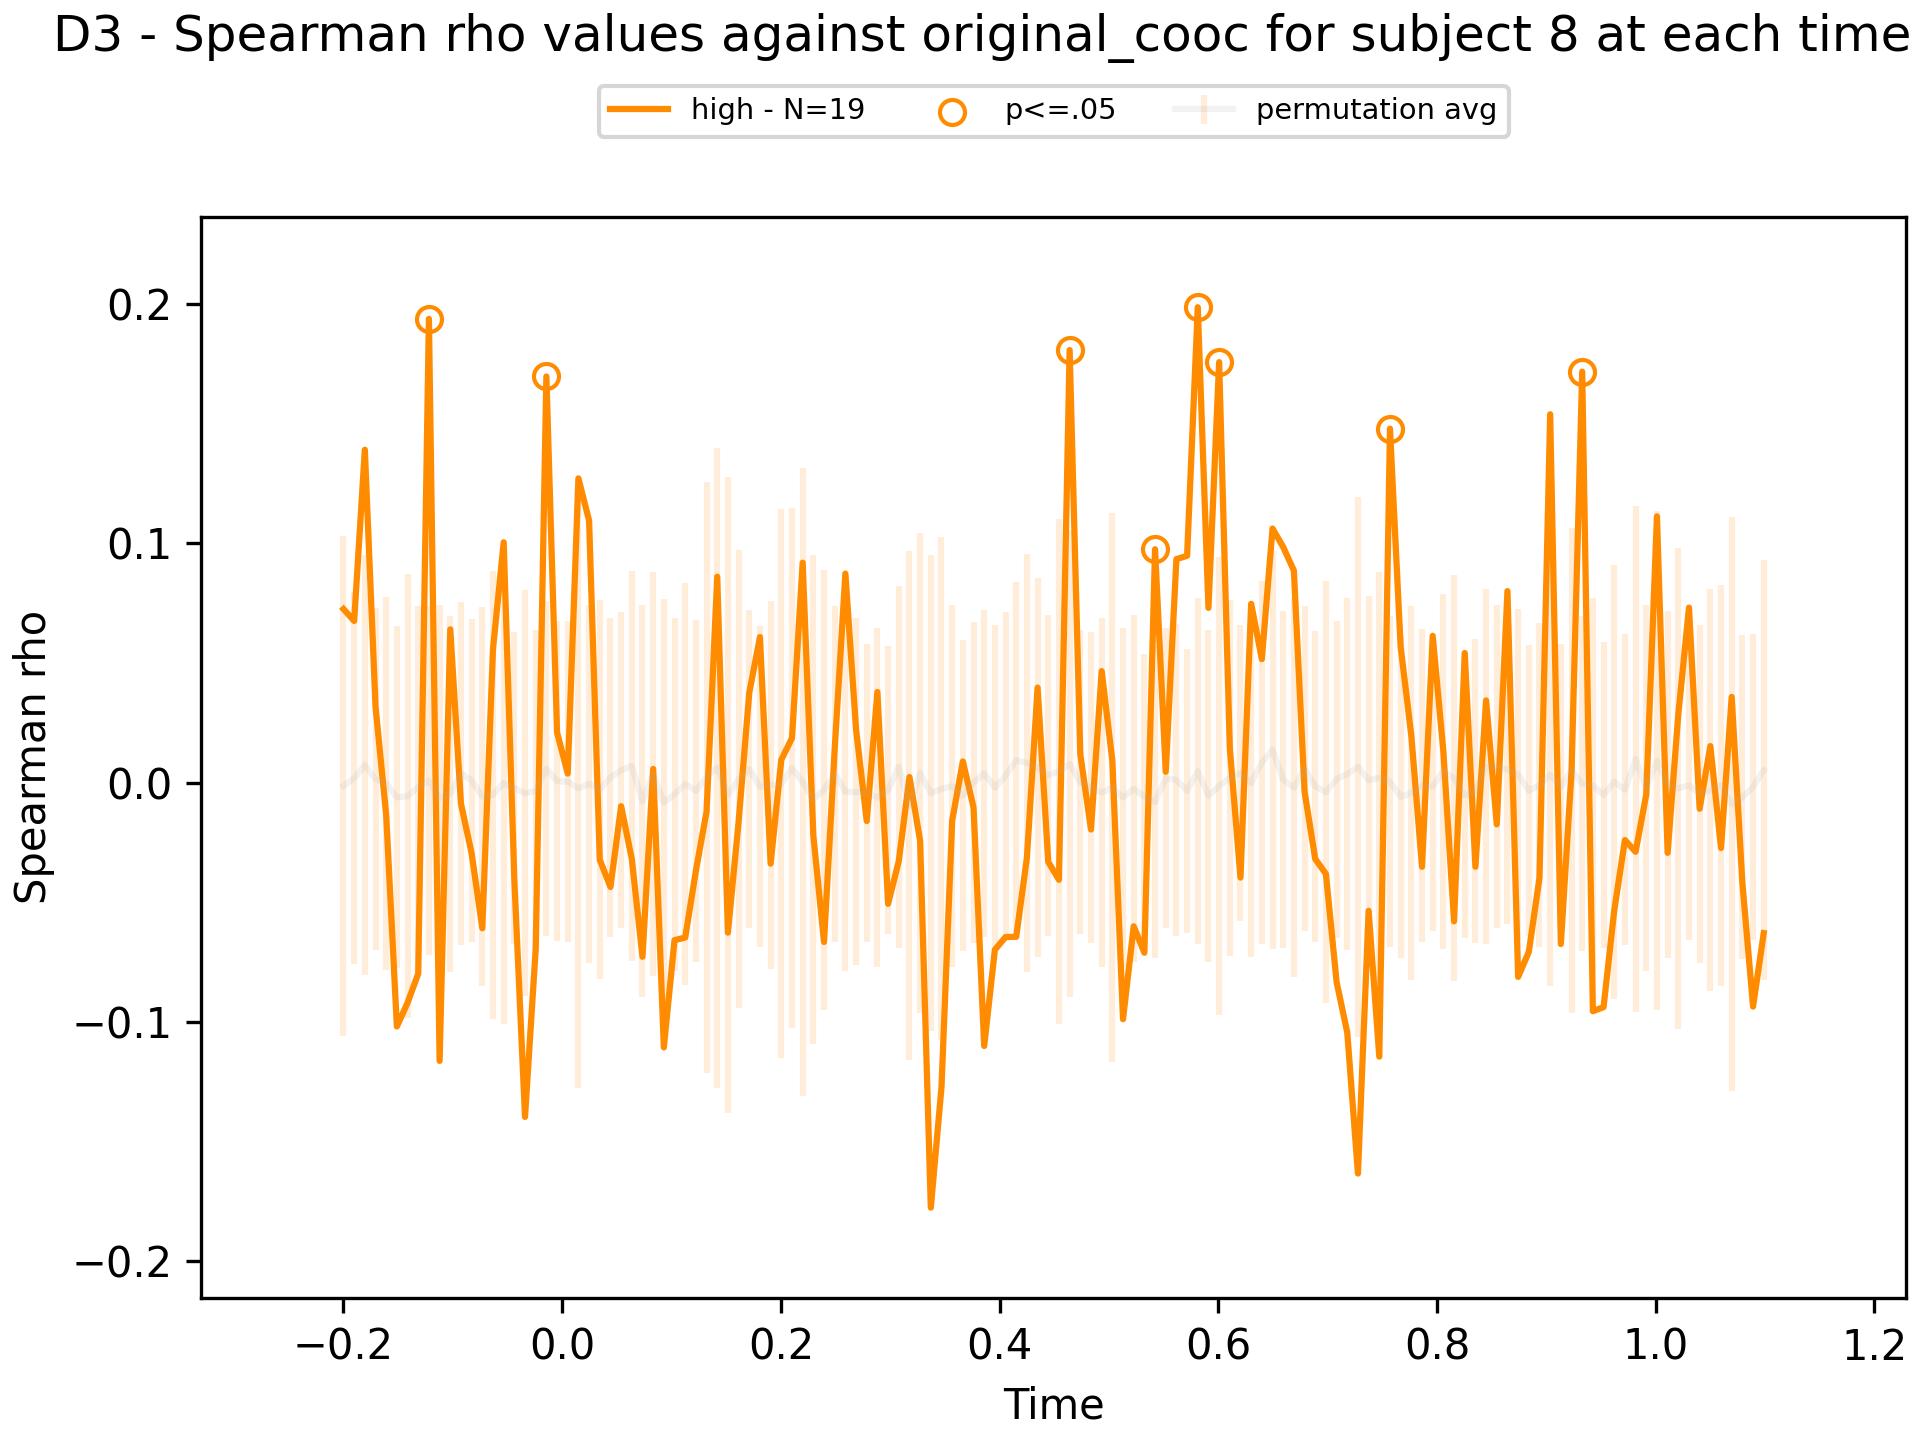 D3 - Spearman rho values against original_cooc for subject 8 at each time
high - N=19 p<=.05 permutation avg
0.2
0.1
0.0
−0.1
−0.2
Spearman rho
−0.2 0.0 0.2 0.4 0.6 0.8 1.0 1.2
Time